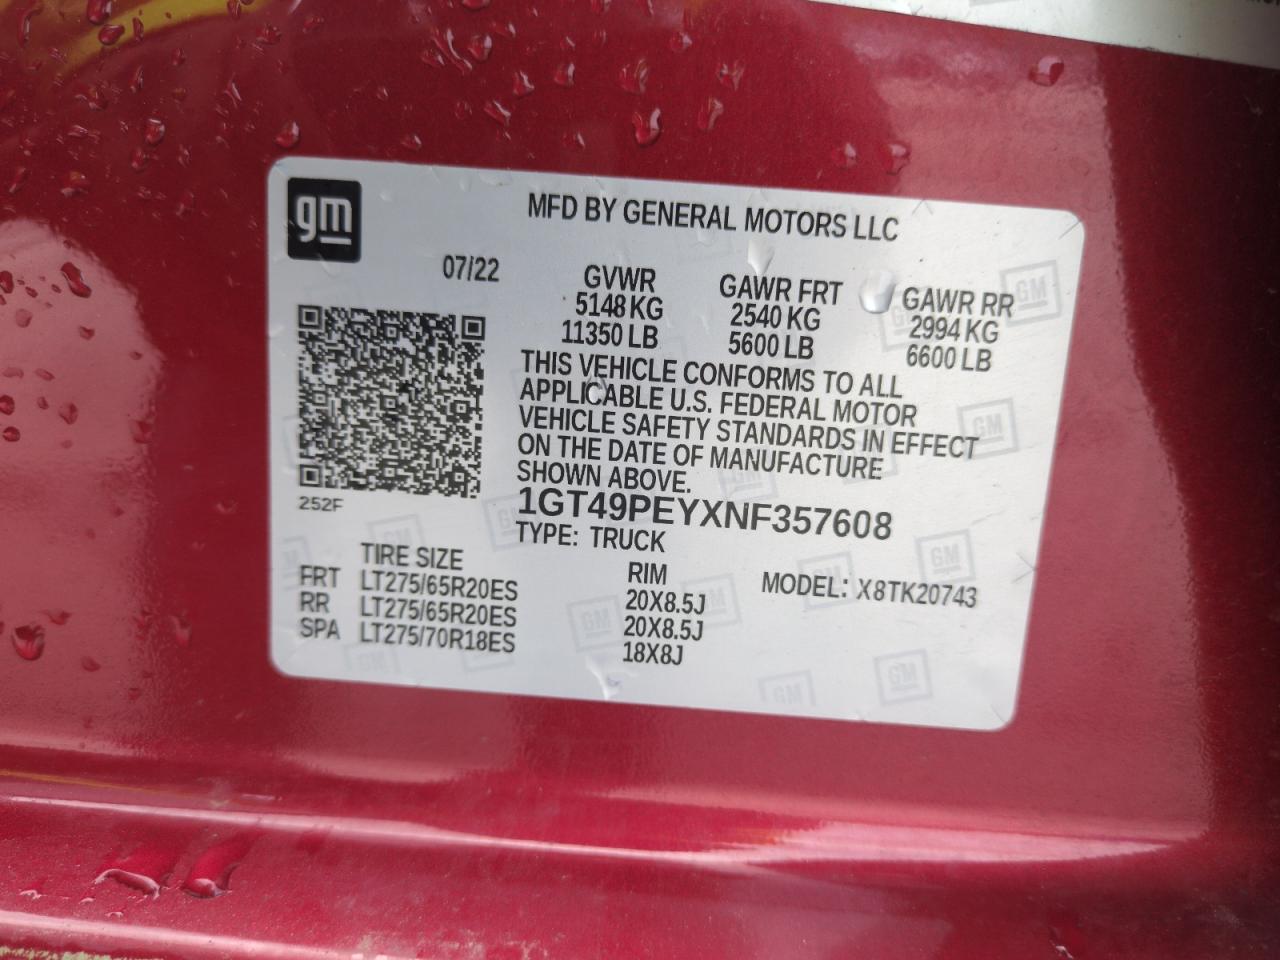 gm
MFD BY GENERAL MOTORS LLC
07/22
GVWR GAWR FRT GAWR RR
5148 KG 2540 KG 2994 KG
11350 LB 5600 LB 6600 LB
THIS VEHICLE CONFORMS TO ALL
APPLICABLE U.S. FEDERAL MOTOR
VEHICLE SAFETY STANDARDS IN EFFECT
ON THE DATE OF MANUFACTURE
SHOWN ABOVE.
252F
1GT49PEYXNF357608
TYPE: TRUCK
TIRE SIZE RIM MODEL: X8TK20743
FRT LT275/65R20ES 20X8.5J
RR LT275/65R20ES 20X8.5J
SPA LT275/70R18ES 18X8J